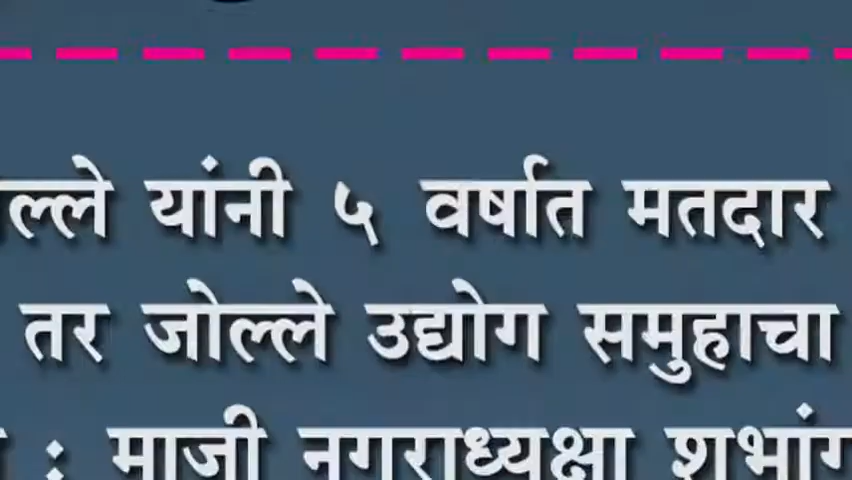 यांनी ५ वर्षात मतदार
तर जोल्ले उद्योग समुहाचा
: माजी नगराध्यक्षा